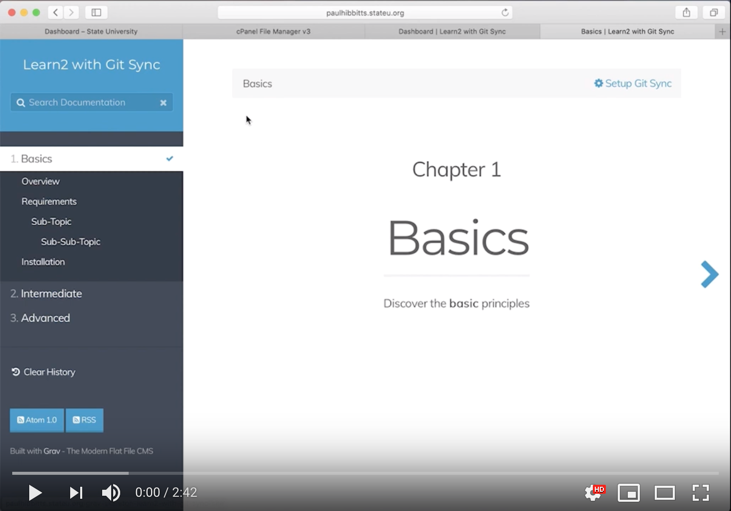 paulhibbitts.stateu.org
Dashboard – State University
cPanel File Manager v3
Dashboard | Learn2 with Git Sync
Basics | Learn2 with Git Sync
Learn2 with Git Sync
Search Documentation
Basics
Setup Git Sync
1. Basics
Overview
Requirements
Sub-Topic
Sub-Sub-Topic
Installation
2. Intermediate
3. Advanced
Clear History
Atom 1.0
RSS
Built with Grav - The Modern Flat File CMS
Chapter 1
Basics
Discover the basic principles
0:00 / 2:42
HD